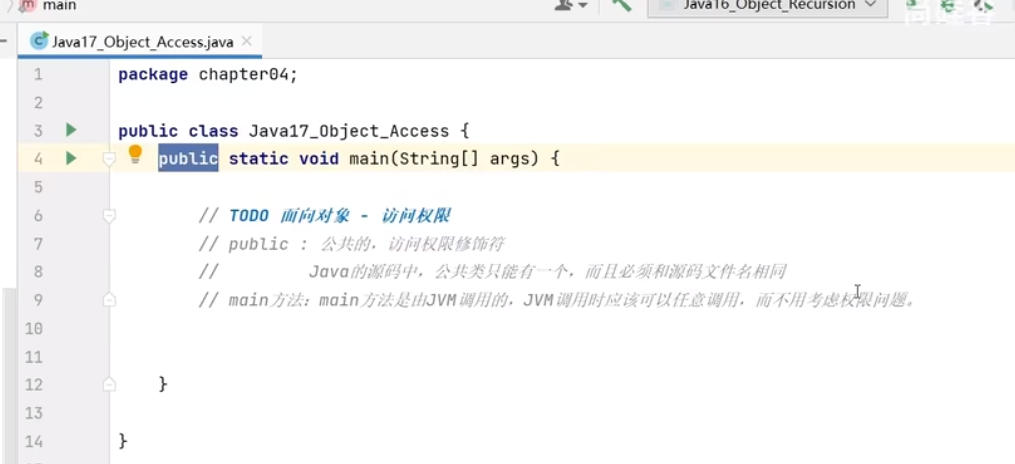 main
Java16_Object_Recursion
尚硅谷
Java17_Object_Access.java
1 package chapter04;
2
3 public class Java17_Object_Access {
4 public static void main(String[] args) {
5
6 // TODO 面向对象 - 访问权限
7 // public : 公共的，访问权限修饰符
8 // Java的源码中，公共类只能有一个，而且必须和源码文件名相同
9 // main方法：main方法是由JVM调用的，JVM调用时应该可以任意调用，而不用考虑权限问题。
10
11
12 }
13
14 }